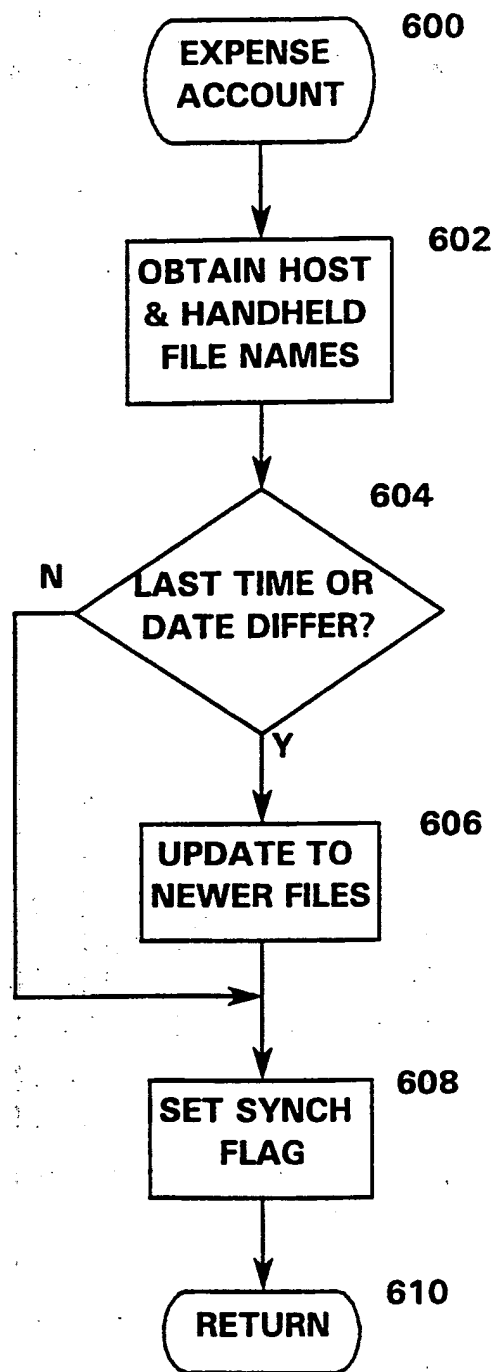 600
EXPENSE
ACCOUNT
602
OBTAIN HOST
& HANDHELD
FILE NAMES
604
N
LAST TIME OR
DATE DIFFER?
Y
606
UPDATE TO
NEWER FILES
608
SET SYNCH
FLAG
610
RETURN